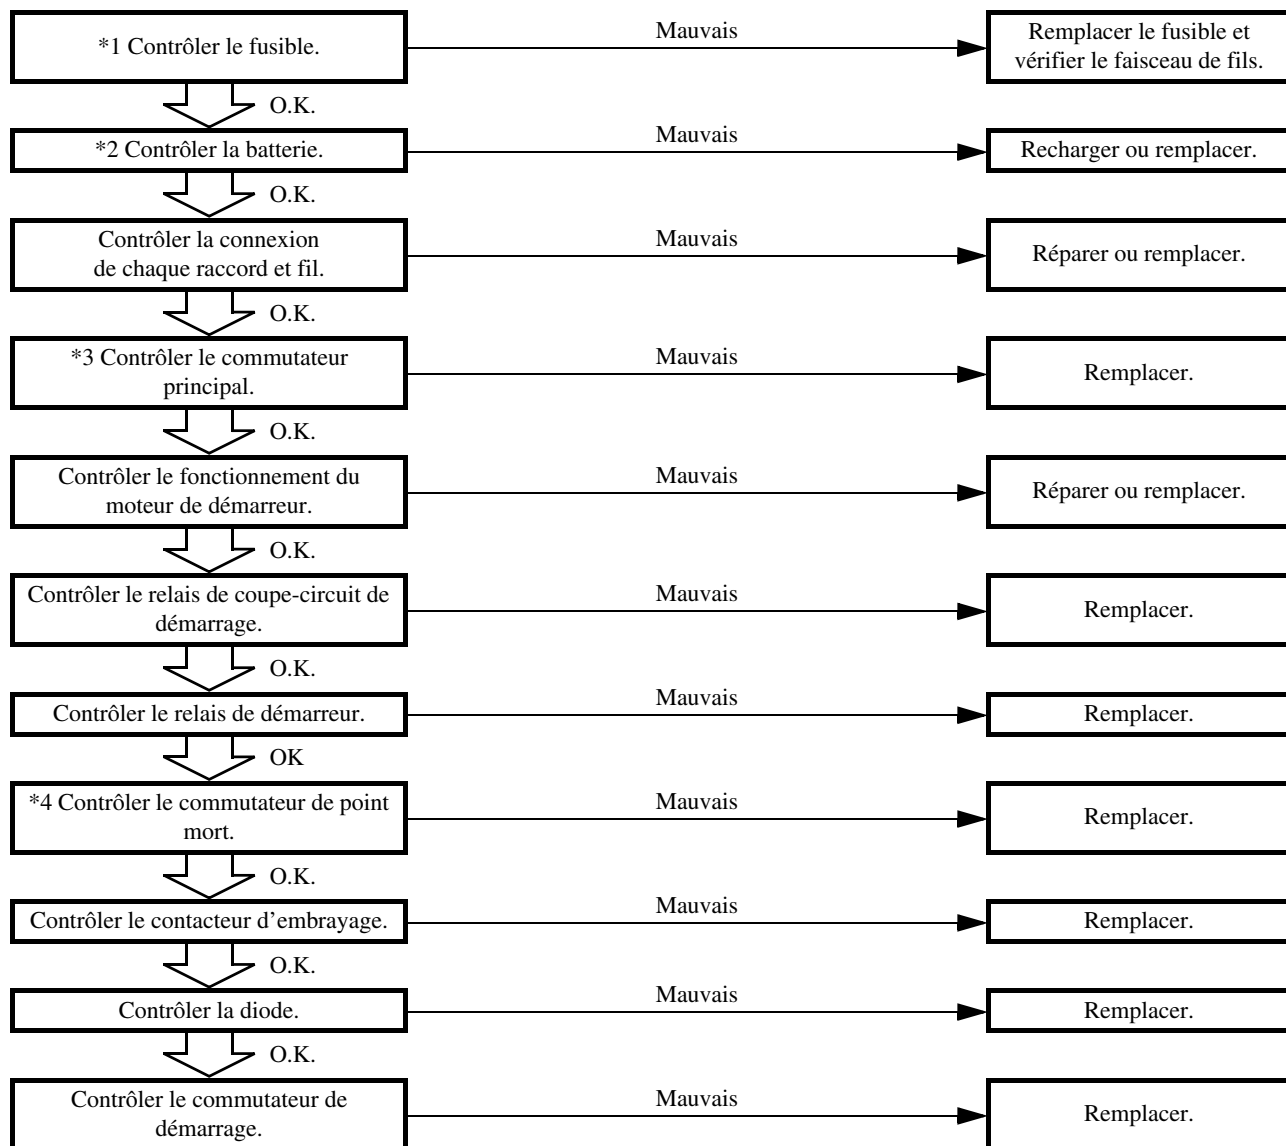 *1 Contrôler le fusible.
Mauvais
Remplacer le fusible et
vérifier le faisceau de fils.
O.K.
*2 Contrôler la batterie.
Mauvais
Recharger ou remplacer.
O.K.
Contrôler la connexion
de chaque raccord et fil.
Mauvais
Réparer ou remplacer.
O.K.
*3 Contrôler le commutateur
principal.
Mauvais
Remplacer.
O.K.
Contrôler le fonctionnement du
moteur de démarreur.
Mauvais
Réparer ou remplacer.
O.K.
Contrôler le relais de coupe-circuit de
démarrage.
Mauvais
Remplacer.
O.K.
Contrôler le relais de démarreur.
Mauvais
Remplacer.
OK
*4 Contrôler le commutateur de point
mort.
Mauvais
Remplacer.
O.K.
Contrôler le contacteur d’embrayage.
Mauvais
Remplacer.
O.K.
Contrôler la diode.
Mauvais
Remplacer.
O.K.
Contrôler le commutateur de
démarrage.
Mauvais
Remplacer.